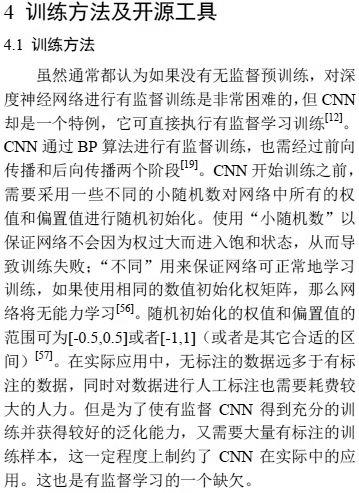 4 训练方法及开源工具
4.1 训练方法
虽然通常都认为如果没有无监督预训练，对深
度神经网络进行有监督训练是非常困难的，但 CNN
却是一个特例，它可直接执行有监督学习训练[12]。
CNN 通过 BP 算法进行有监督训练，也需经过前向
传播和后向传播两个阶段[19]。CNN 开始训练之前，
需要采用一些不同的小随机数对网络中所有的权
值和偏置值进行随机初始化。使用“小随机数”以
保证网络不会因为权过大而进入饱和状态，从而导
致训练失败；“不同”用来保证网络可正常地学习
训练，如果使用相同的数值初始化权矩阵，那么网
络将无能力学习[56]。随机初始化的权值和偏置值的
范围可为[-0.5,0.5]或者[-1,1]（或者是其它合适的区
间）[57]。在实际应用中，无标注的数据远多于有标
注的数据，同时对数据进行人工标注也需要耗费较
大的人力。但是为了使有监督 CNN 得到充分的训
练并获得较好的泛化能力，又需要大量有标注的训
练样本，这一定程度上制约了 CNN 在实际中的应
用。这也是有监督学习的一个缺欠。